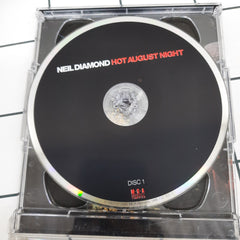 NEIL DIAMOND HOT AUGUST NIGHT
DISC 1